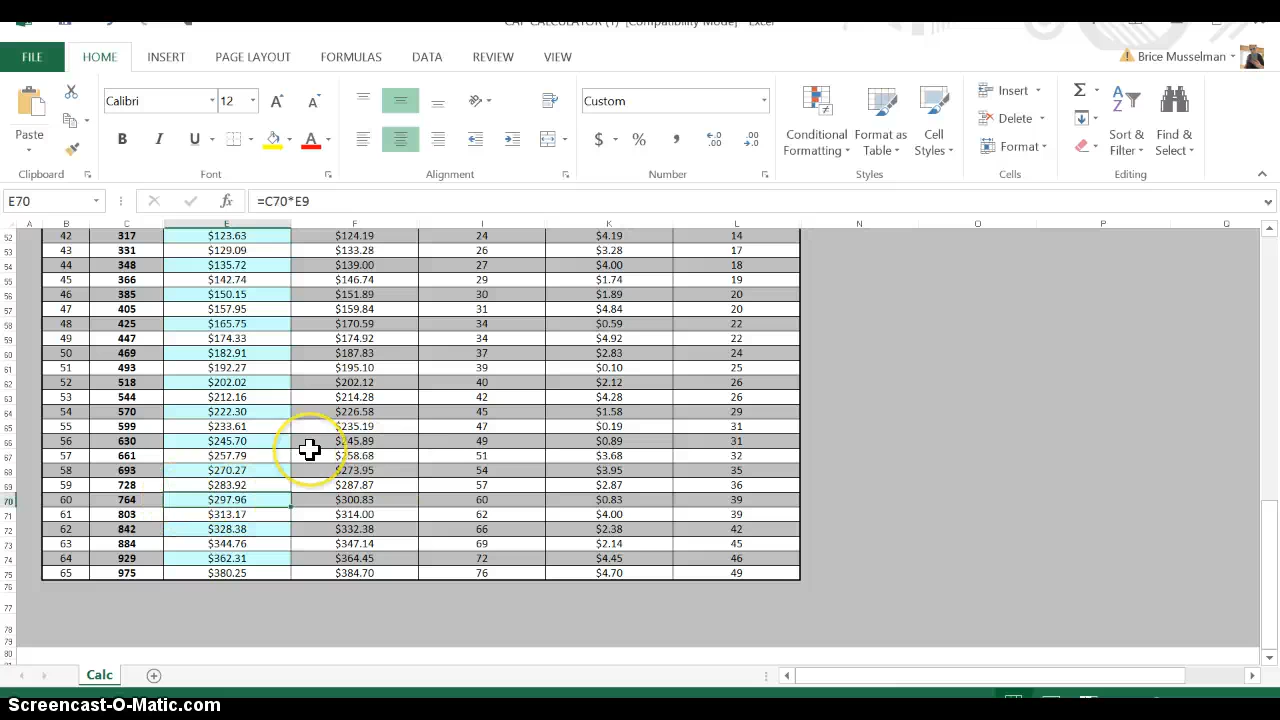 CAP CALCULATOR (1) [Compatibility Mode] - Excel
FILE HOME INSERT PAGE LAYOUT FORMULAS DATA REVIEW VIEW Brice Musselman
Calibri 12 Custom Insert Σ
Paste B I U A $ % , Conditional Formatting Format as Table Cell Styles Delete Sort & Filter Find & Select
Format
Clipboard Font Alignment Number Styles Cells Editing
E70 fx =C70*E9
A B C E F I K L N O P Q
52 42 317 $123.63 $124.19 24 $4.19 14
53 43 331 $129.09 $133.28 26 $3.28 17
54 44 348 $135.72 $139.00 27 $4.00 18
55 45 366 $142.74 $146.74 29 $1.74 19
56 46 385 $150.15 $151.89 30 $1.89 20
57 47 405 $157.95 $159.84 31 $4.84 20
58 48 425 $165.75 $170.59 34 $0.59 22
59 49 447 $174.33 $174.92 34 $4.92 22
60 50 469 $182.91 $187.83 37 $2.83 24
61 51 493 $192.27 $195.10 39 $0.10 25
62 52 518 $202.02 $202.12 40 $2.12 26
63 53 544 $212.16 $214.28 42 $4.28 26
64 54 570 $222.30 $226.58 45 $1.58 29
65 55 599 $233.61 $235.19 47 $0.19 31
66 56 630 $245.70 $245.89 49 $0.89 31
67 57 661 $257.79 $258.68 51 $3.68 32
68 58 693 $270.27 $273.95 54 $3.95 35
69 59 728 $283.92 $287.87 57 $2.87 36
70 60 764 $297.96 $300.83 60 $0.83 39
71 61 803 $313.17 $314.00 62 $4.00 39
72 62 842 $328.38 $332.38 66 $2.38 42
73 63 884 $344.76 $347.14 69 $2.14 45
74 64 929 $362.31 $364.45 72 $4.45 46
75 65 975 $380.25 $384.70 76 $4.70 49
76
77
78
79
80
Calc
Screencast-O-Matic.com